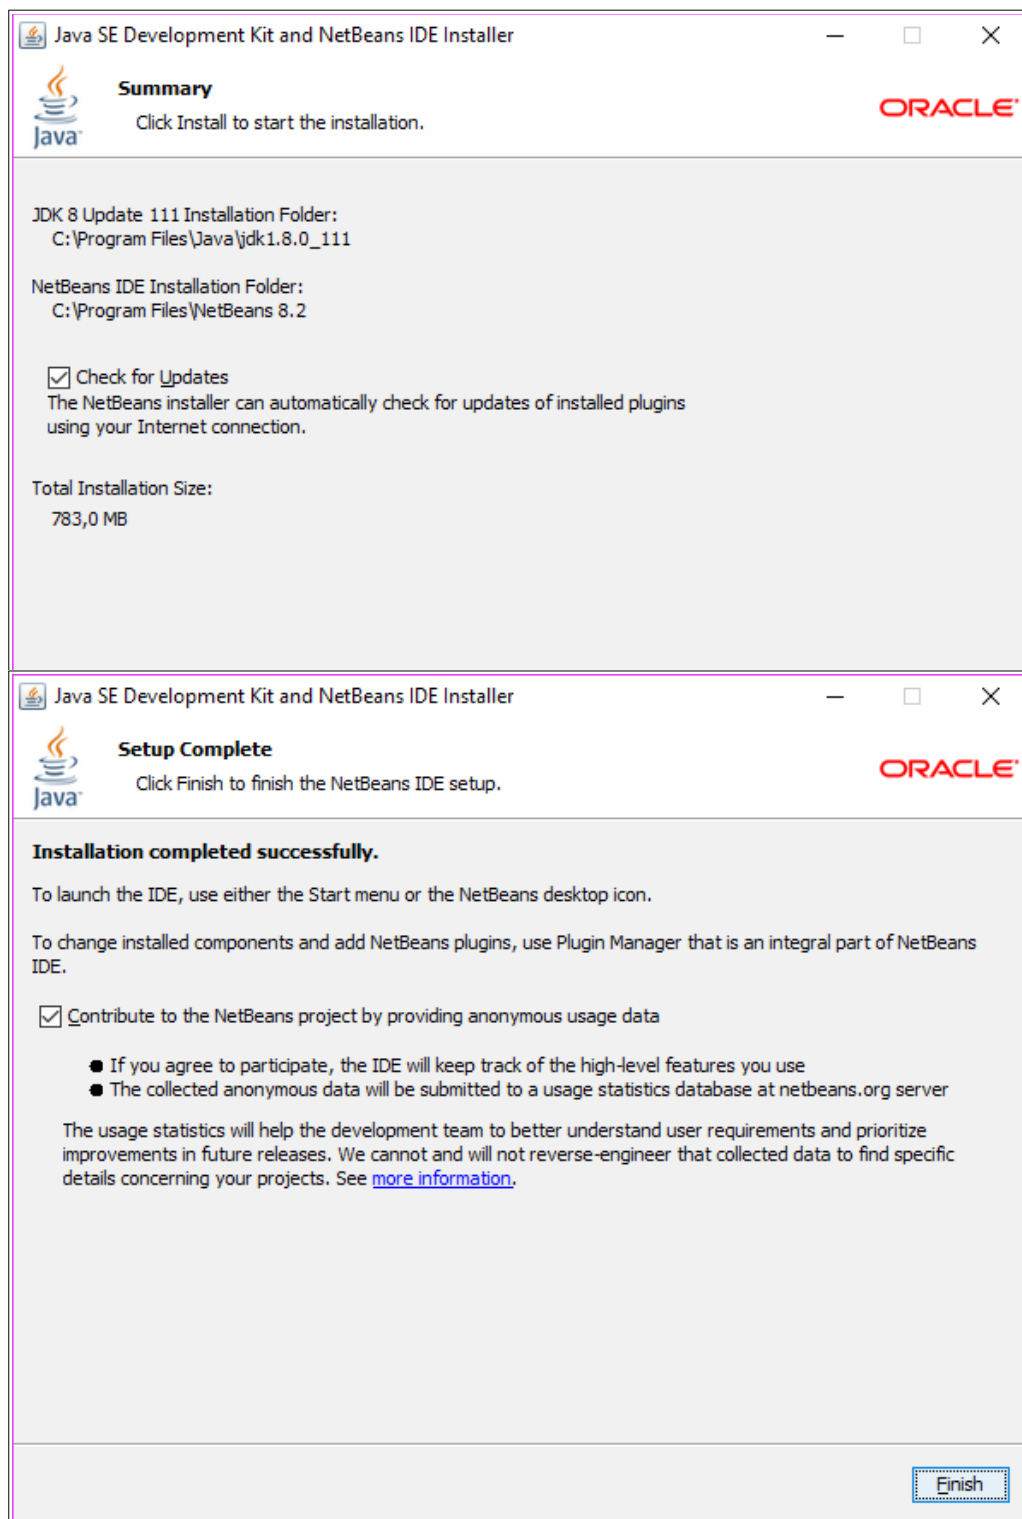 Java SE Development Kit and NetBeans IDE Installer
Summary
Click Install to start the installation.
Java
ORACLE
JDK 8 Update 111 Installation Folder:
C:\Program Files\Java\jdk1.8.0_111
NetBeans IDE Installation Folder:
C:\Program Files\NetBeans 8.2
Check for Updates
The NetBeans installer can automatically check for updates of installed plugins
using your Internet connection.
Total Installation Size:
783,0 MB
Java SE Development Kit and NetBeans IDE Installer
Setup Complete
Click Finish to finish the NetBeans IDE setup.
Java
ORACLE
Installation completed successfully.
To launch the IDE, use either the Start menu or the NetBeans desktop icon.
To change installed components and add NetBeans plugins, use Plugin Manager that is an integral part of NetBeans
IDE.
Contribute to the NetBeans project by providing anonymous usage data
If you agree to participate, the IDE will keep track of the high-level features you use
The collected anonymous data will be submitted to a usage statistics database at netbeans.org server
The usage statistics will help the development team to better understand user requirements and prioritize
improvements in future releases. We cannot and will not reverse-engineer that collected data to find specific
details concerning your projects. See more information.
Finish